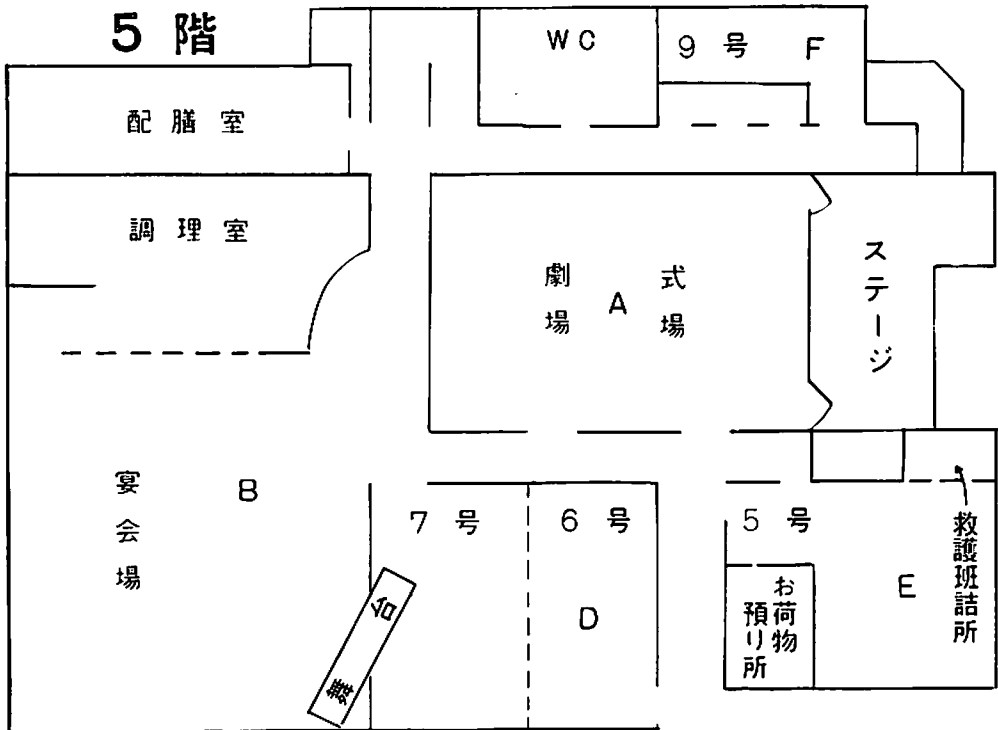 5 階
WC
9 号 F
配膳室
調理室
劇場
A
式場
ステージ
宴会場
B
7 号
6 号
5 号
救護班詰所
D
E
お荷物
預り所
舞台